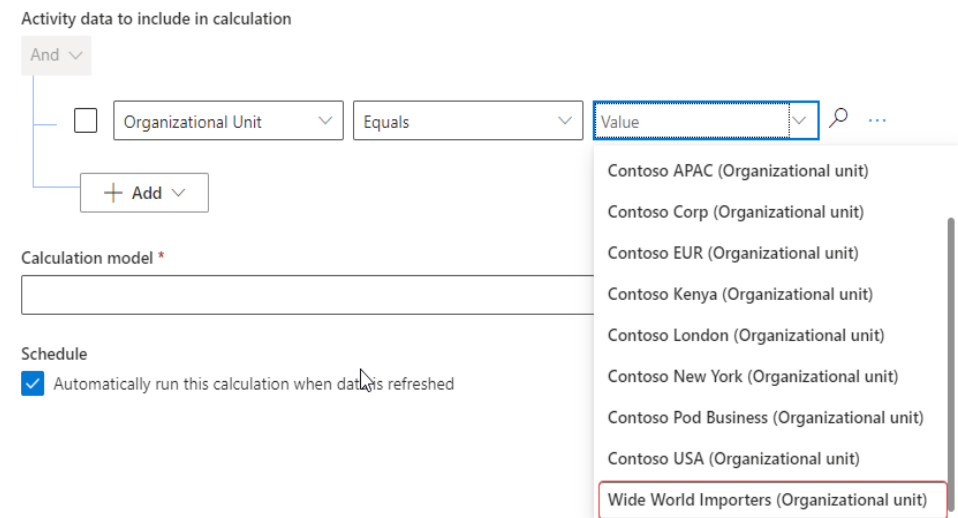 Activity data to include in calculation
And
Organizational Unit Equals Value
Contoso APAC (Organizational unit)
Add
Contoso Corp (Organizational unit)
Contoso EUR (Organizational unit)
Calculation model *
Contoso Kenya (Organizational unit)
Contoso London (Organizational unit)
Schedule
Automatically run this calculation when data is refreshed
Contoso New York (Organizational unit)
Contoso Pod Business (Organizational unit)
Contoso USA (Organizational unit)
Wide World Importers (Organizational unit)